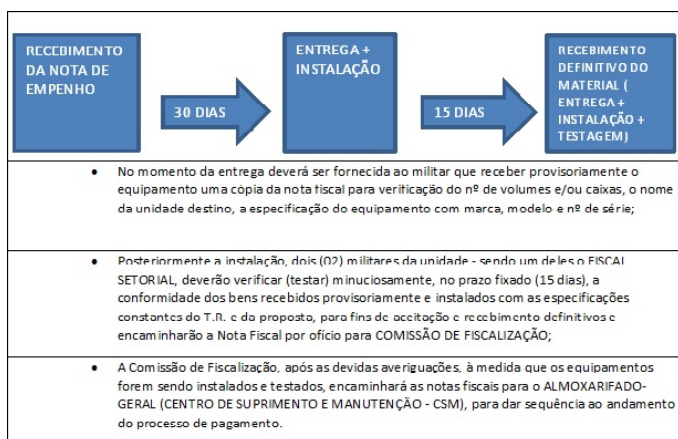 RECEBIMENTO
DA NOTA DE
EMPENHO
30 DIAS
ENTREGA +
INSTALAÇÃO
15 DIAS
RECEBIMENTO
DEFINITIVO DO
MATERIAL (
ENTREGA +
INSTALAÇÃO +
TESTAGEM)
• No momento da entrega deverá ser fornecida ao militar que receber provisoriamente o
equipamento uma cópia da nota fiscal para verificação do nº de volumes e/ou caixas, o nome
da unidade destino, a especificação do equipamento com marca, modelo e nº de série;
• Posteriormente a instalação, dois (02) militares da unidade - sendo um deles o FISCAL
SETORIAL, deverão verificar (testar) minuciosamente, no prazo fixado (15 dias), a
conformidade dos bens recebidos provisoriamente e instalados com as especificações
constantes do T.R. e da proposta, para fins de aceitação e recebimento definitivos e
encaminharão a Nota Fiscal por ofício para COMISSÃO DE FISCALIZAÇÃO;
• A Comissão de Fiscalização, após as devidas averiguações, à medida que os equipamentos
forem sendo instalados e testados, encaminhará as notas fiscais para o ALMOXARIFADO-
GERAL (CENTRO DE SUPRIMENTO E MANUTENÇÃO - CSM), para dar sequência ao andamento
do processo de pagamento.